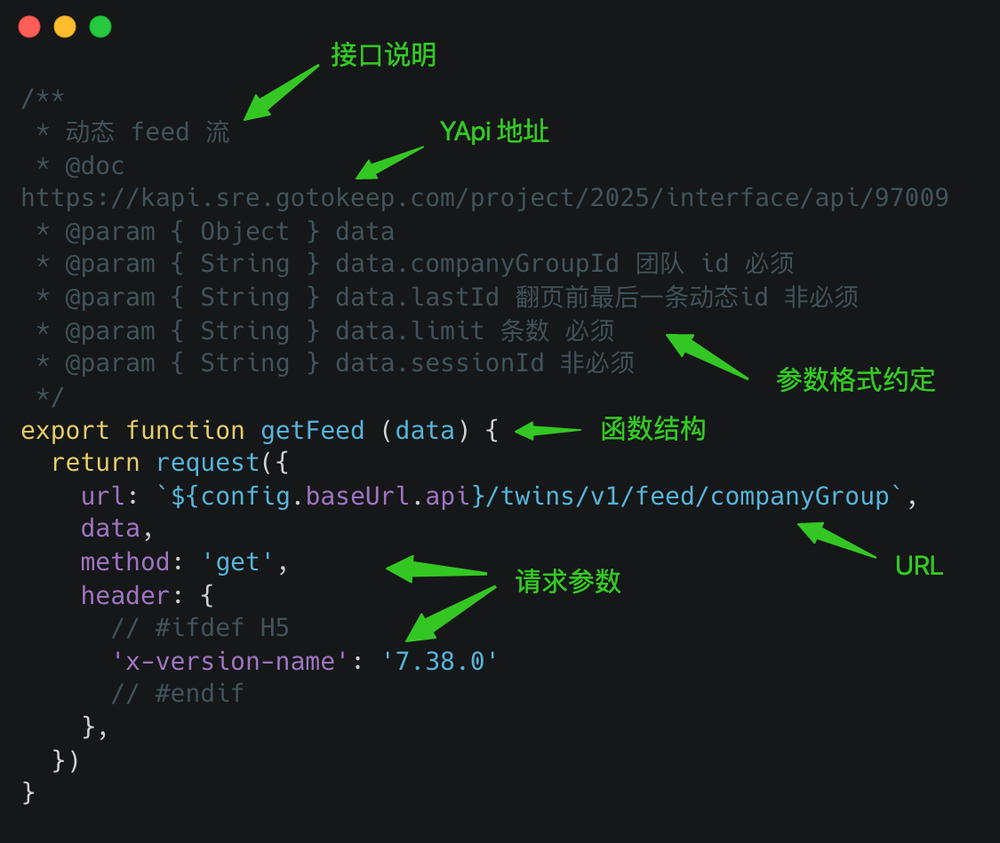 接口说明
/**
 * 动态 feed 流
YApi 地址
 * @doc
https://kapi.sre.gotokeep.com/project/2025/interface/api/97009
 * @param { Object } data
 * @param { String } data.companyGroupId 团队 id 必须
 * @param { String } data.lastId 翻页前最后一条动态id 非必须
 * @param { String } data.limit 条数 必须
 * @param { String } data.sessionId 非必须
参数格式约定
 */
export function getFeed (data) {
函数结构
  return request({
    url: `${config.baseUrl.api}/twins/v1/feed/companyGroup`,
    data,
URL
    method: 'get',
请求参数
    header: {
      // #ifdef H5
      'x-version-name': '7.38.0'
      // #endif
    },
  })
}